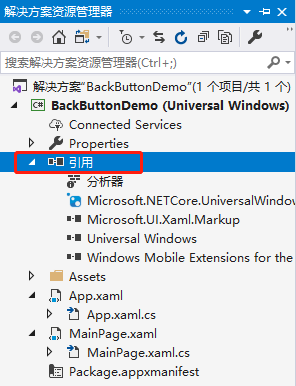 解决方案资源管理器
搜索解决方案资源管理器(Ctrl+;)
解决方案"BackButtonDemo"(1 个项目/共 1 个)
BackButtonDemo (Universal Windows)
Connected Services
Properties
引用
分析器
Microsoft.NETCore.UniversalWindow
Microsoft.UI.Xaml.Markup
Universal Windows
Windows Mobile Extensions for the
Assets
App.xaml
App.xaml.cs
MainPage.xaml
MainPage.xaml.cs
Package.appxmanifest